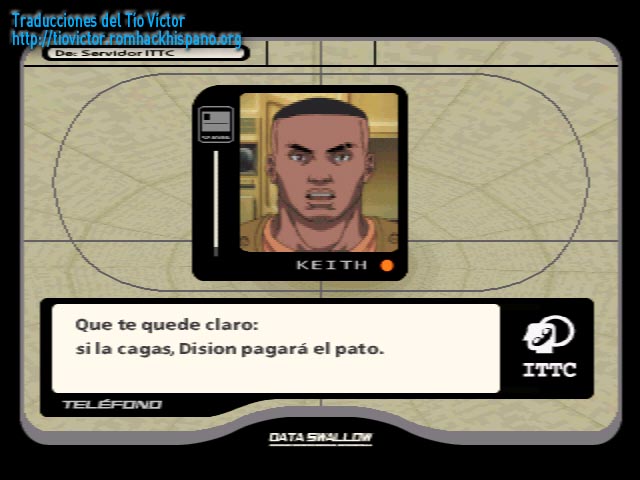 Traducciones del Tio Victor
http://tiovictor.romhackhispano.org
De: Servidor ITTC
KEITH
Que te quede claro:
si la cagas, Dision pagará el pato.
ITTC
TELÉFONO
DATA SWALLOW